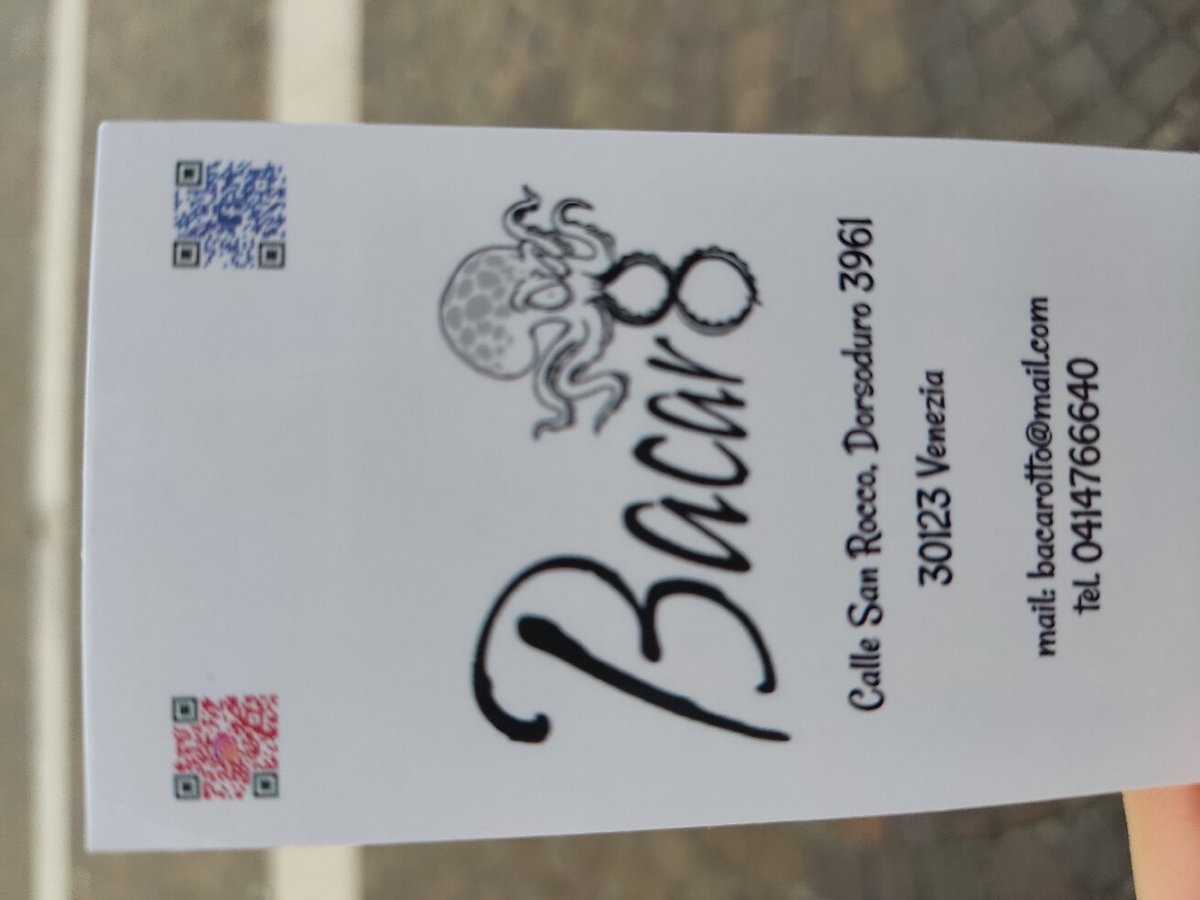 Bacar8
Calle San Rocco, Dorsoduro 3961
30123 Venezia
mail: bacarotto@mail.com
tel. 0414766640